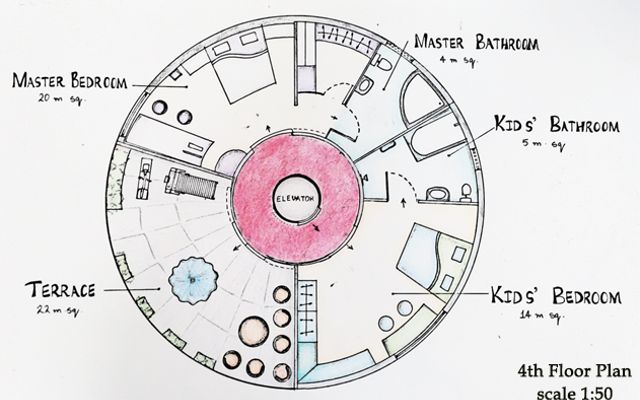 MASTER BATHROOM
4 m sq.
MASTER BEDROOM
20 m sq.
KIDS' BATHROOM
5 m sq
ELEVATOR
TERRACE
22 m sq.
KIDS' BEDROOM
14 m sq.
4th Floor Plan
scale 1:50